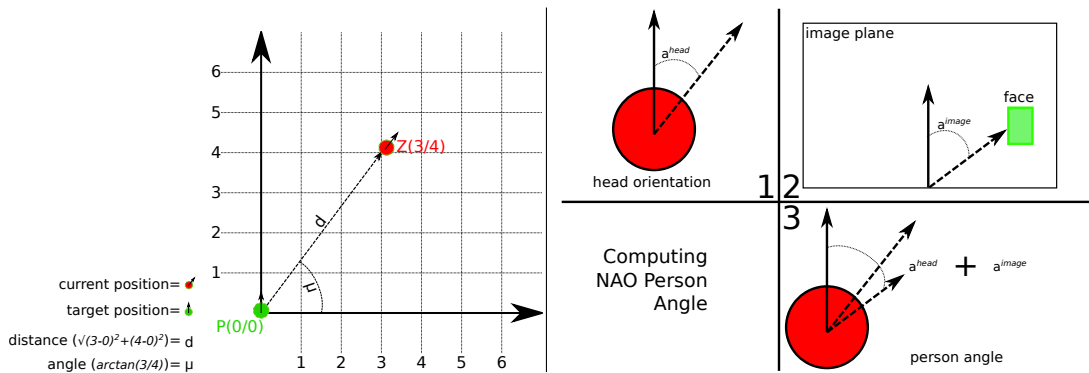 6
5
4
3
2
1
Z(3/4)
d
μ
P(0/0)
1 2 3 4 5 6
current position=
target position=
distance (√(3-0)²+(4-0)²)= d
angle (arctan(3/4))= μ
a^head
head orientation
1
image plane
face
a^image
2
Computing
NAO Person
Angle
3
a^head + a^image
person angle